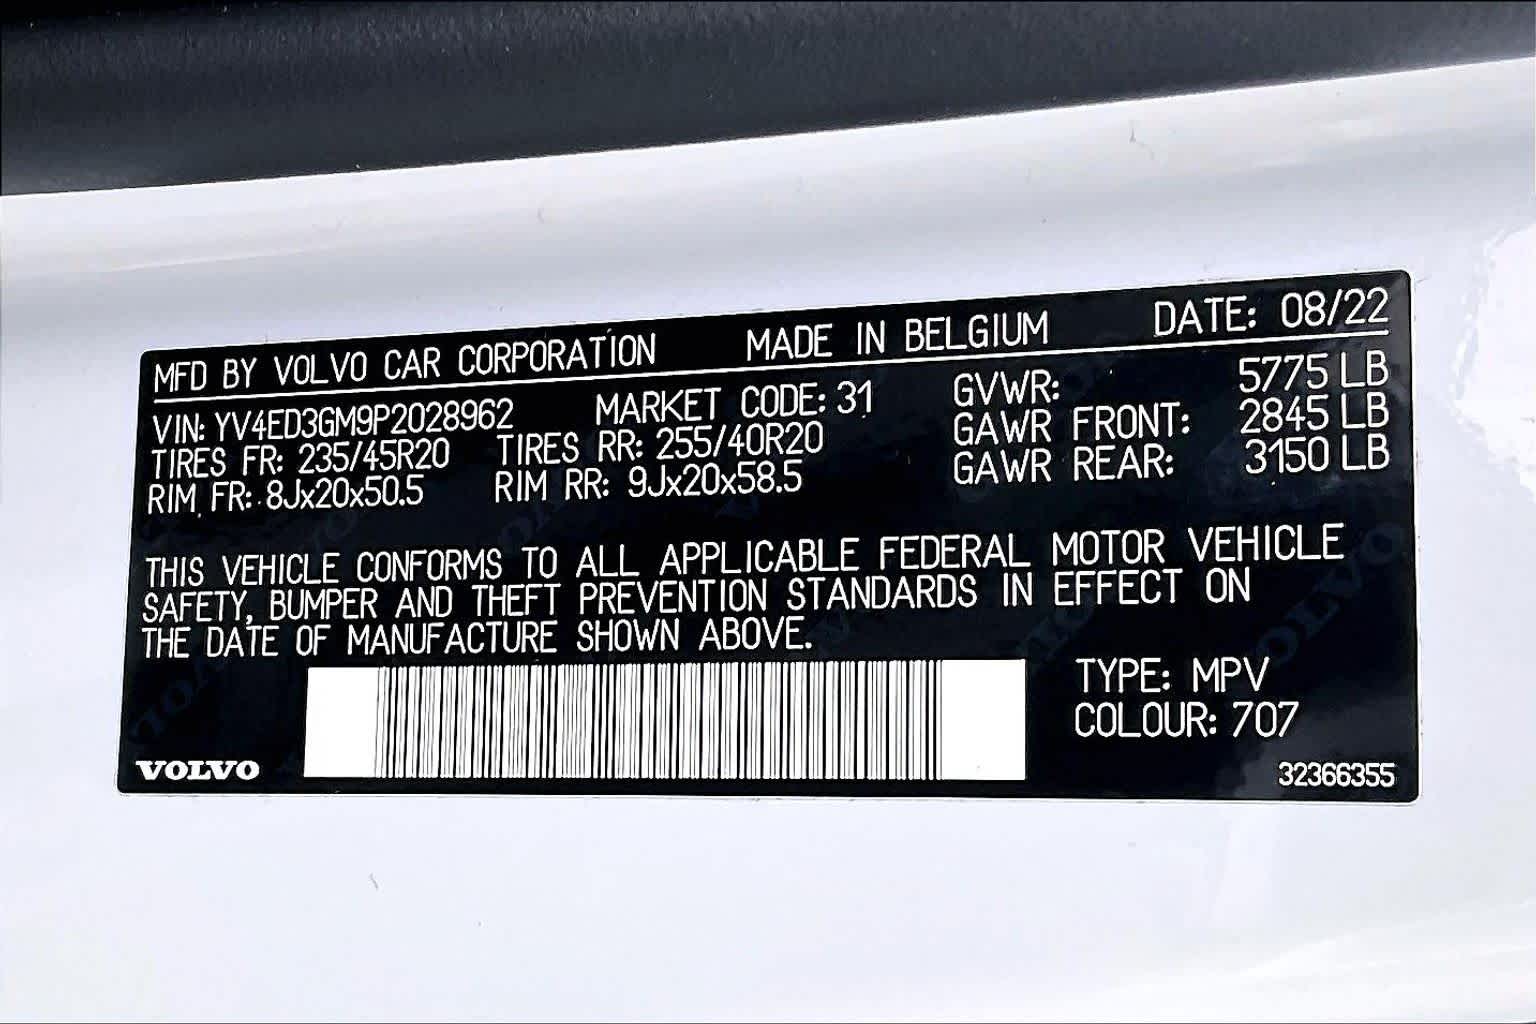 MFD BY VOLVO CAR CORPORATION MADE IN BELGIUM DATE: 08/22
VIN: YV4ED3GM9P2028962 MARKET CODE: 31 GVWR: 5775 LB
TIRES FR: 235/45R20 TIRES RR: 255/40R20 GAWR FRONT: 2845 LB
RIM FR: 8Jx20x50.5 RIM RR: 9Jx20x58.5 GAWR REAR: 3150 LB
THIS VEHICLE CONFORMS TO ALL APPLICABLE FEDERAL MOTOR VEHICLE
SAFETY, BUMPER AND THEFT PREVENTION STANDARDS IN EFFECT ON
THE DATE OF MANUFACTURE SHOWN ABOVE.
TYPE: MPV
COLOUR: 707
VOLVO 32366355